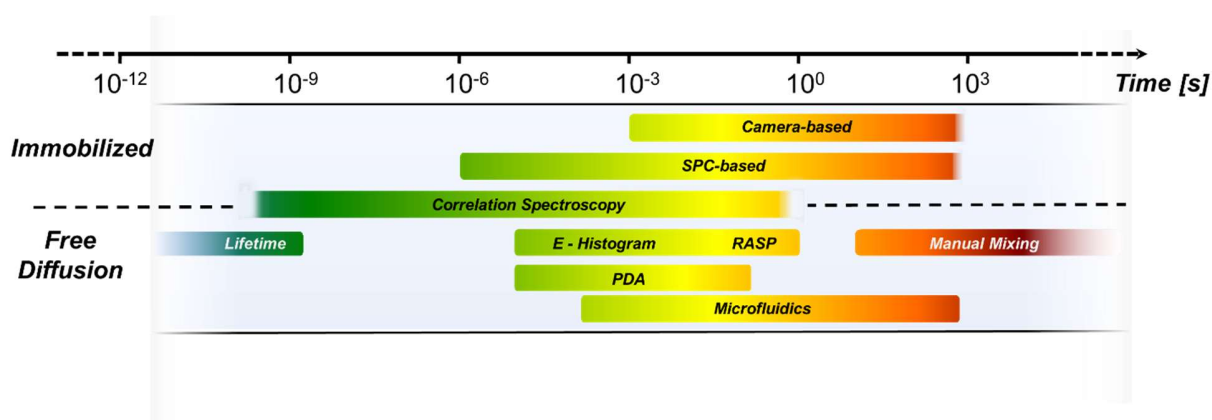 10-12 10-9 10-6 10-3 100 103 Time [s]
Immobilized
Camera-based
SPC-based
Correlation Spectroscopy
Free
Diffusion
Lifetime E - Histogram RASP Manual Mixing
PDA
Microfluidics